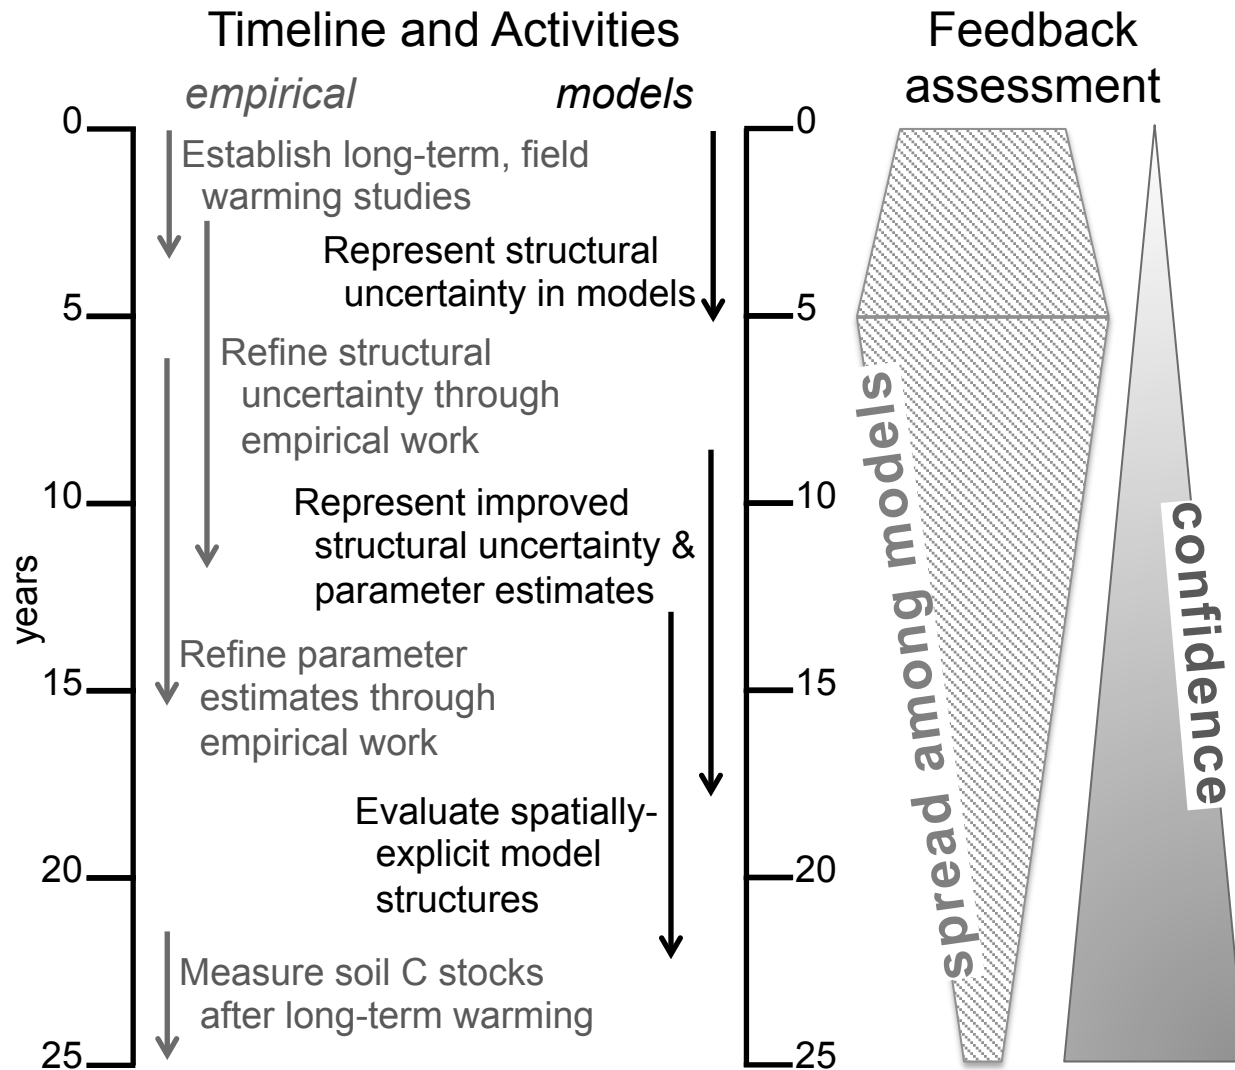 Timeline and Activities
Feedback
assessment
empirical
models
0
0
Establish long-term, field
warming studies
Represent structural
uncertainty in models
5
5
Refine structural
uncertainty through
empirical work
10
10
Represent improved
structural uncertainty &
parameter estimates
years
Refine parameter
estimates through
empirical work
15
15
Evaluate spatially-
explicit model
structures
20
20
Measure soil C stocks
after long-term warming
25
25
spread among models
confidence